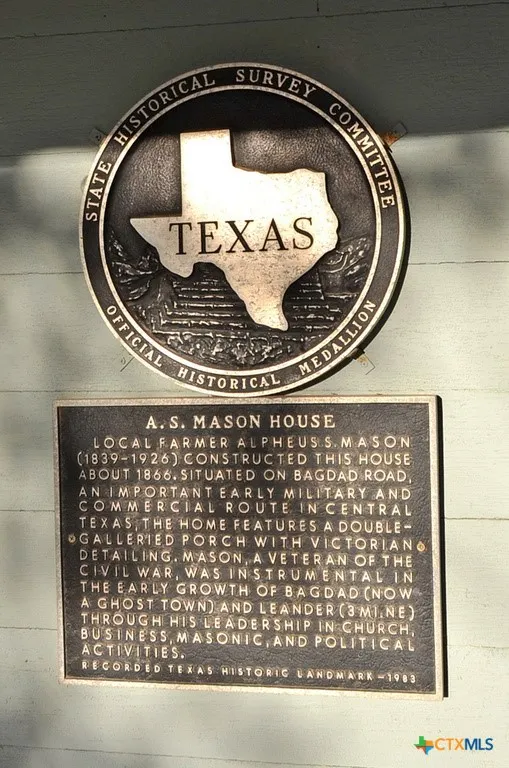 STATE HISTORICAL SURVEY COMMITTEE
TEXAS
OFFICIAL HISTORICAL MEDALLION
A. S. MASON HOUSE
LOCAL FARMER ALPHEUS S. MASON
(1839-1926) CONSTRUCTED THIS HOUSE
ABOUT 1866. SITUATED ON BAGDAD ROAD,
AN IMPORTANT EARLY MILITARY AND
COMMERCIAL ROUTE IN CENTRAL
TEXAS, THE HOME FEATURES A DOUBLE-
GALLERIED PORCH WITH VICTORIAN
DETAILING. MASON, A VETERAN OF THE
CIVIL WAR, WAS INSTRUMENTAL IN
THE EARLY GROWTH OF BAGDAD (NOW
A GHOST TOWN) AND LEANDER (3 MI. NE)
THROUGH HIS LEADERSHIP IN CHURCH,
BUSINESS, MASONIC, AND POLITICAL
ACTIVITIES.
RECORDED TEXAS HISTORIC LANDMARK - 1983
CTXMLS